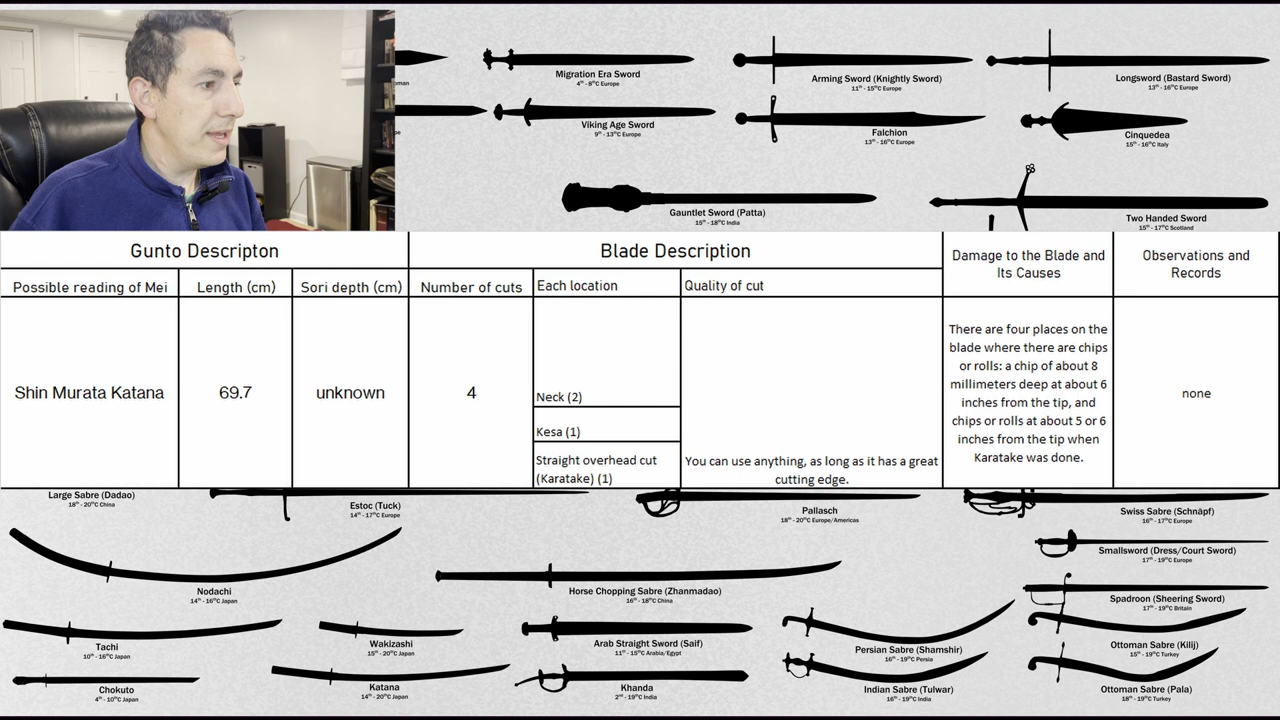 Migration Era Sword
4th - 8thC Europe
Arming Sword (Knightly Sword)
11th - 15thC Europe
Longsword (Bastard Sword)
13th - 16thC Europe
Viking Age Sword
9th - 13thC Europe
Falchion
13th - 16thC Europe
Cinquedea
15th - 16thC Italy
Gauntlet Sword (Patta)
15th - 18thC India
Two Handed Sword
15th - 17thC Scotland
Gunto Descripton
Blade Description
Damage to the Blade and
Its Causes
Observations and
Records
Possible reading of Mei
Length (cm)
Sori depth (cm)
Number of cuts
Each location
Quality of cut
Shin Murata Katana
69.7
unknown
4
Neck (2)
Kesa (1)
Straight overhead cut
(Karatake) (1)
You can use anything, as long as it has a great
cutting edge.
There are four places on the
blade where there are chips
or rolls: a chip of about 8
millimeters deep at about 6
inches from the tip, and
chips or rolls at about 5 or 6
inches from the tip when
Karatake was done.
none
Large Sabre (Dadao)
18th - 20thC China
Estoc (Tuck)
14th - 17thC Europe
Pallasch
18th - 20thC Europe/Americas
Swiss Sabre (Schnäpf)
16th - 17thC Europe
Smallsword (Dress/Court Sword)
17th - 19thC Europe
Nodachi
14th - 16thC Japan
Horse Chopping Sabre (Zhanmadao)
16th - 18thC China
Spadroon (Sheering Sword)
17th - 19thC Britain
Tachi
10th - 16thC Japan
Wakizashi
15th - 20thC Japan
Arab Straight Sword (Saif)
11th - 15thC Arabia/Egypt
Persian Sabre (Shamshir)
16th - 19thC Persia
Ottoman Sabre (Kilij)
15th - 19thC Turkey
Chokuto
4th - 10thC Japan
Katana
14th - 20thC Japan
Khanda
2nd - 19thC India
Indian Sabre (Tulwar)
16th - 19thC India
Ottoman Sabre (Pala)
18th - 19thC Turkey